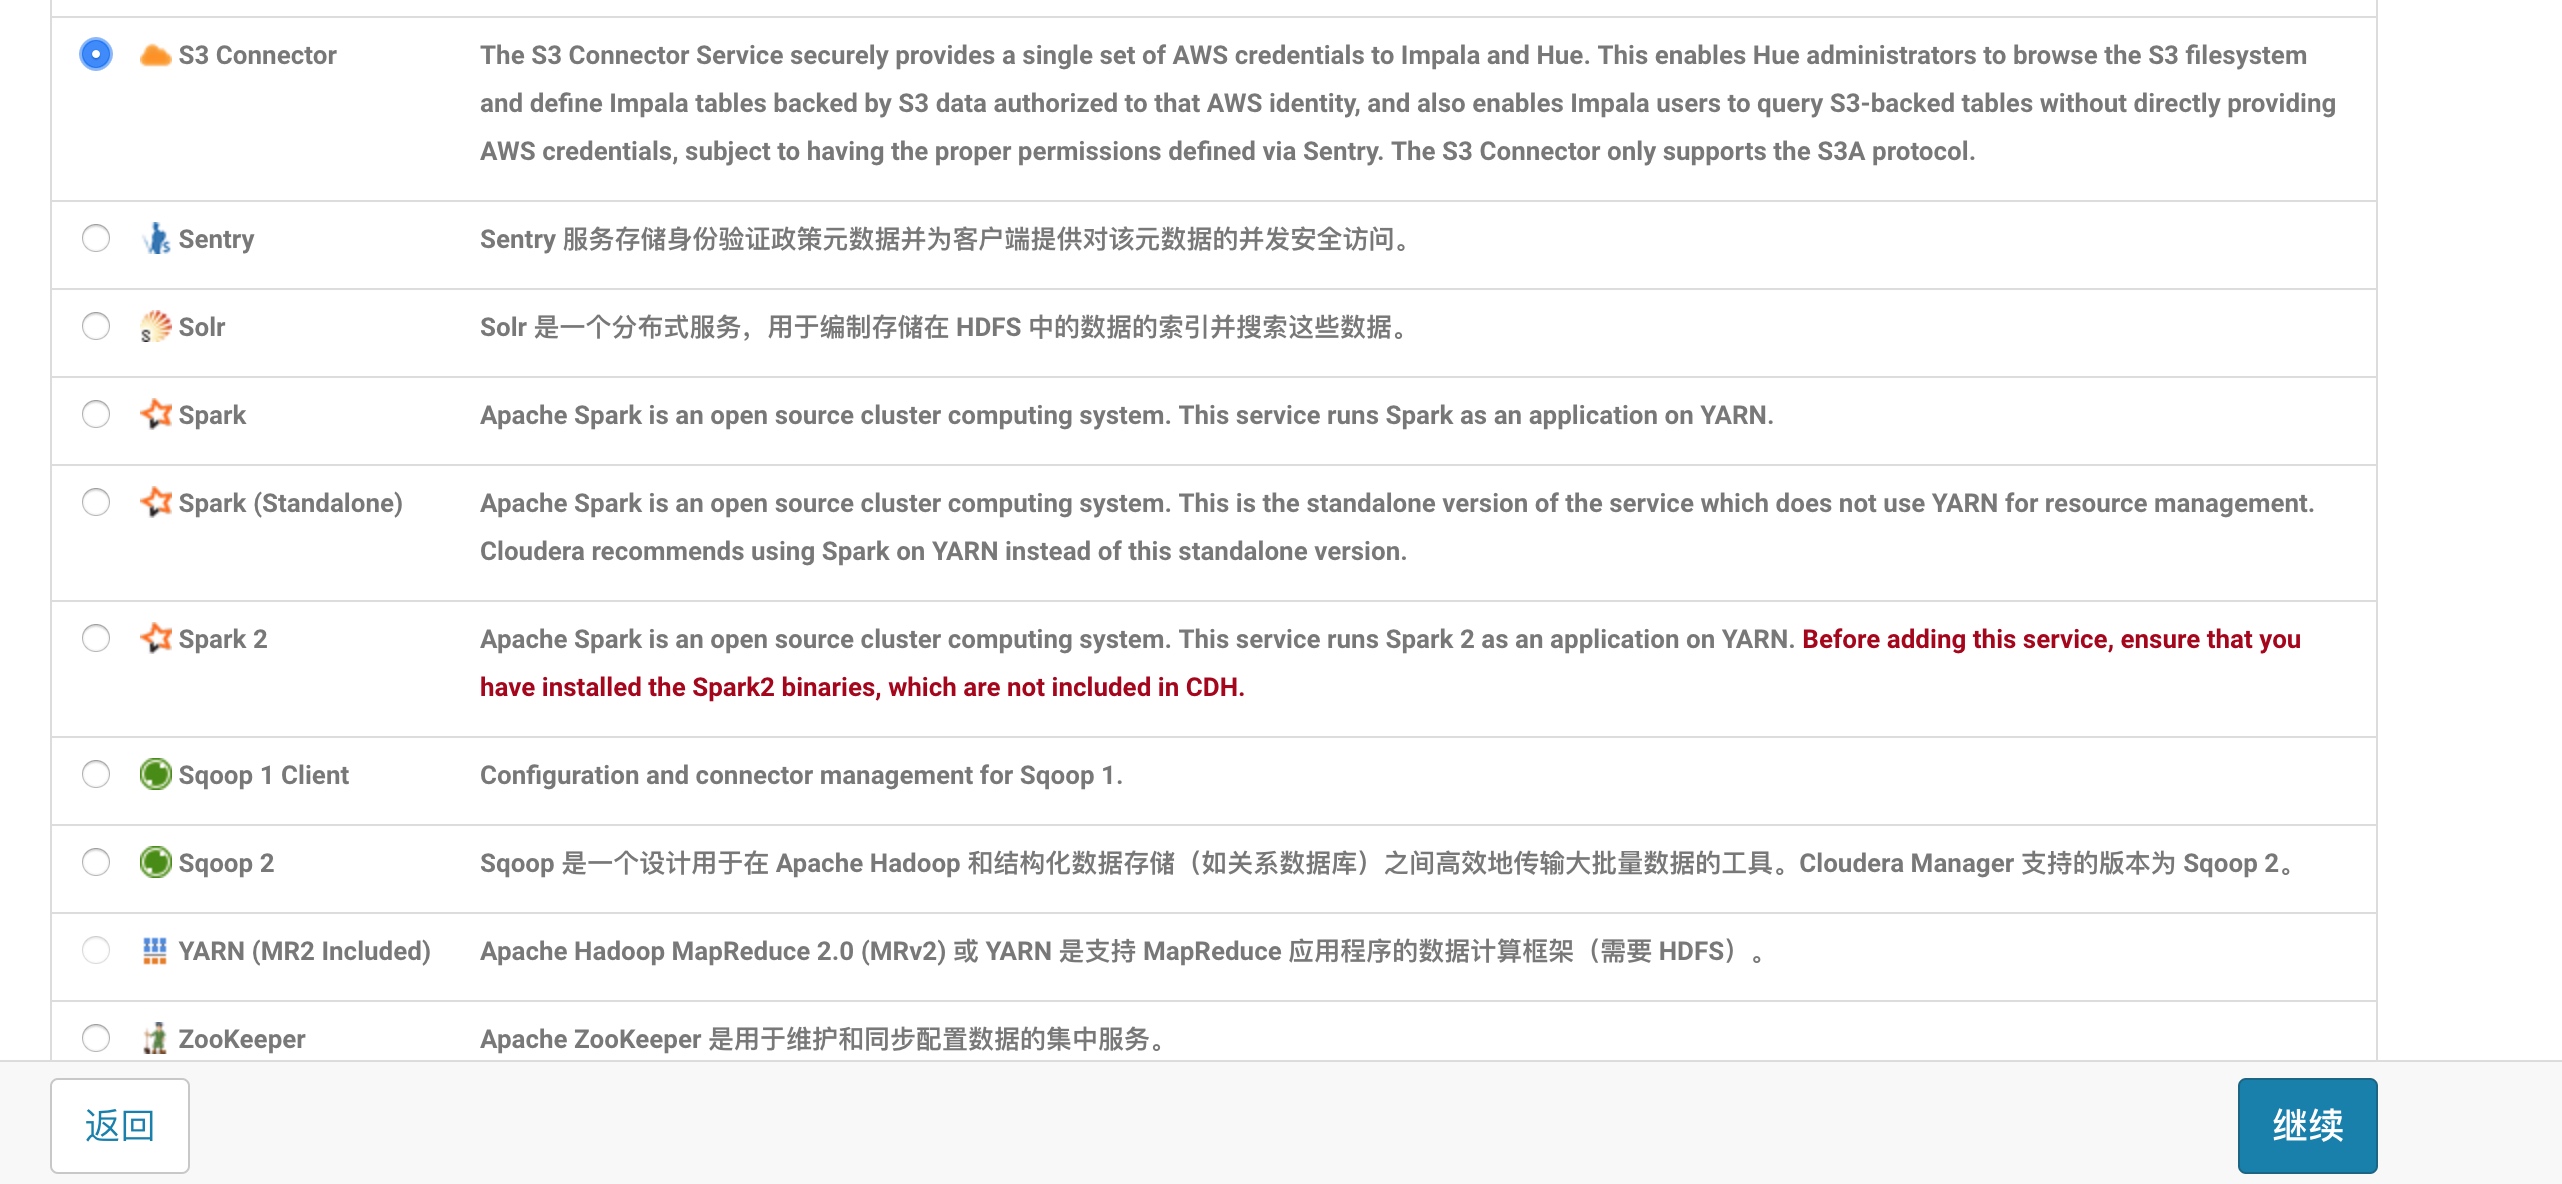 S3 Connector
The S3 Connector Service securely provides a single set of AWS credentials to Impala and Hue. This enables Hue administrators to browse the S3 filesystem
and define Impala tables backed by S3 data authorized to that AWS identity, and also enables Impala users to query S3-backed tables without directly providing
AWS credentials, subject to having the proper permissions defined via Sentry. The S3 Connector only supports the S3A protocol.
Sentry
Sentry 服务存储身份验证政策元数据并为客户端提供对该元数据的并发安全访问。
Solr
Solr 是一个分布式服务，用于编制存储在 HDFS 中的数据的索引并搜索这些数据。
Spark
Apache Spark is an open source cluster computing system. This service runs Spark as an application on YARN.
Spark (Standalone)
Apache Spark is an open source cluster computing system. This is the standalone version of the service which does not use YARN for resource management.
Cloudera recommends using Spark on YARN instead of this standalone version.
Spark 2
Apache Spark is an open source cluster computing system. This service runs Spark 2 as an application on YARN. Before adding this service, ensure that you
have installed the Spark2 binaries, which are not included in CDH.
Sqoop 1 Client
Configuration and connector management for Sqoop 1.
Sqoop 2
Sqoop 是一个设计用于在 Apache Hadoop 和结构化数据存储（如关系数据库）之间高效地传输大批量数据的工具。Cloudera Manager 支持的版本为 Sqoop 2。
YARN (MR2 Included)
Apache Hadoop MapReduce 2.0 (MRv2) 或 YARN 是支持 MapReduce 应用程序的数据计算框架（需要 HDFS）。
ZooKeeper
Apache ZooKeeper 是用于维护和同步配置数据的集中服务。
返回
继续